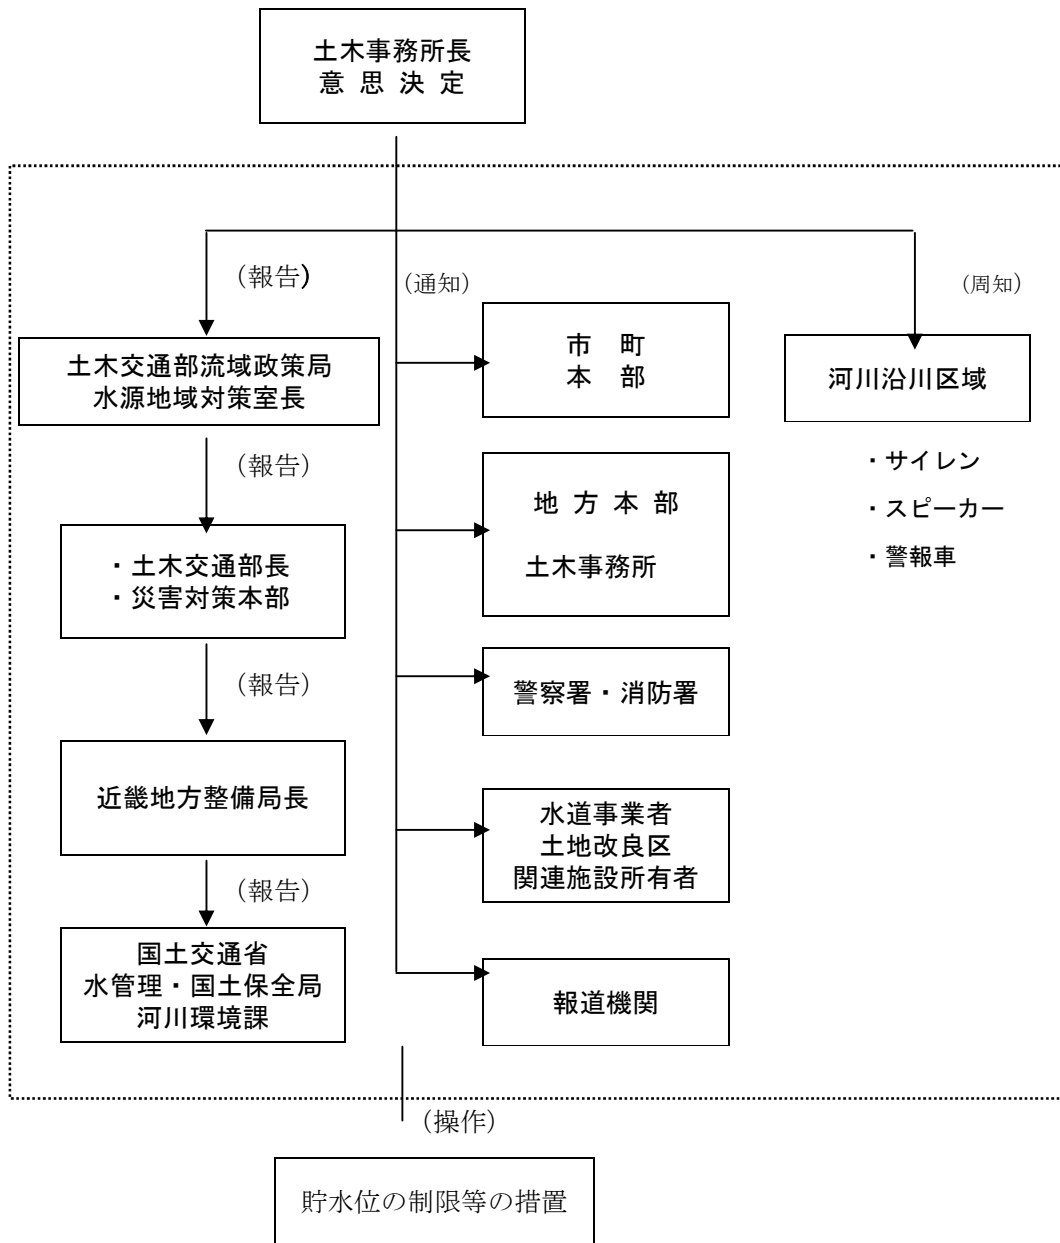 土木事務所長
意 思 決 定
（報告）
（通知）
（周知）
土木交通部流域政策局
水源地域対策室長
市　町
本　部
河川沿川区域
・サイレン
・スピーカー
・警報車
（報告）
地 方 本 部
土木事務所
・土木交通部長
・災害対策本部
（報告）
警察署・消防署
近畿地方整備局長
水道事業者
土地改良区
関連施設所有者
（報告）
国土交通省
水管理・国土保全局
河川環境課
報道機関
（操作）
貯水位の制限等の措置